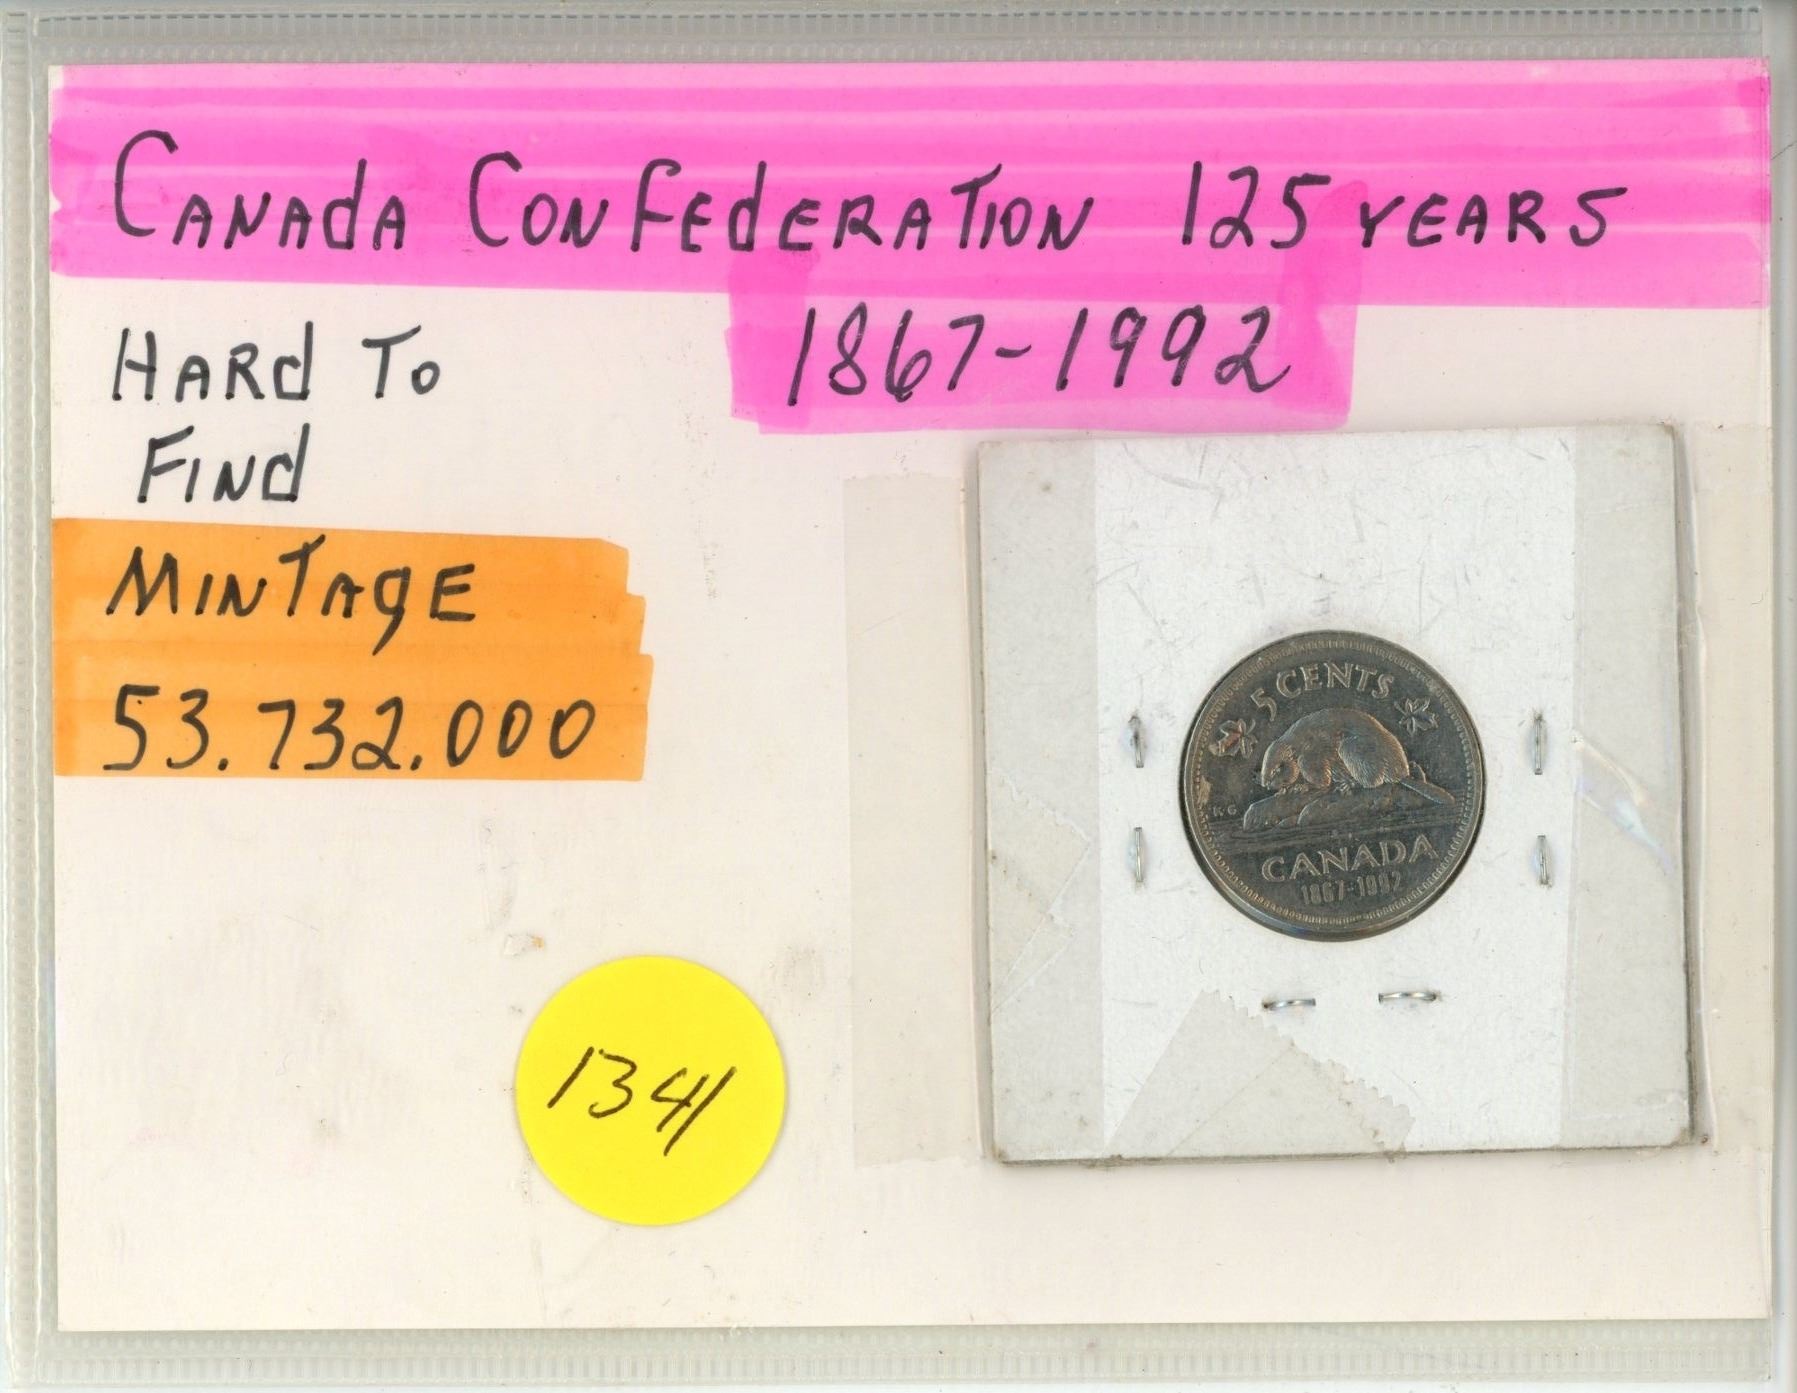 CANADA CONFEDERATION 125 YEARS
1867-1992
HARD TO
FIND
MINTAGE
53.732.000
5 CENTS
KG
CANADA
1867-1992
1341